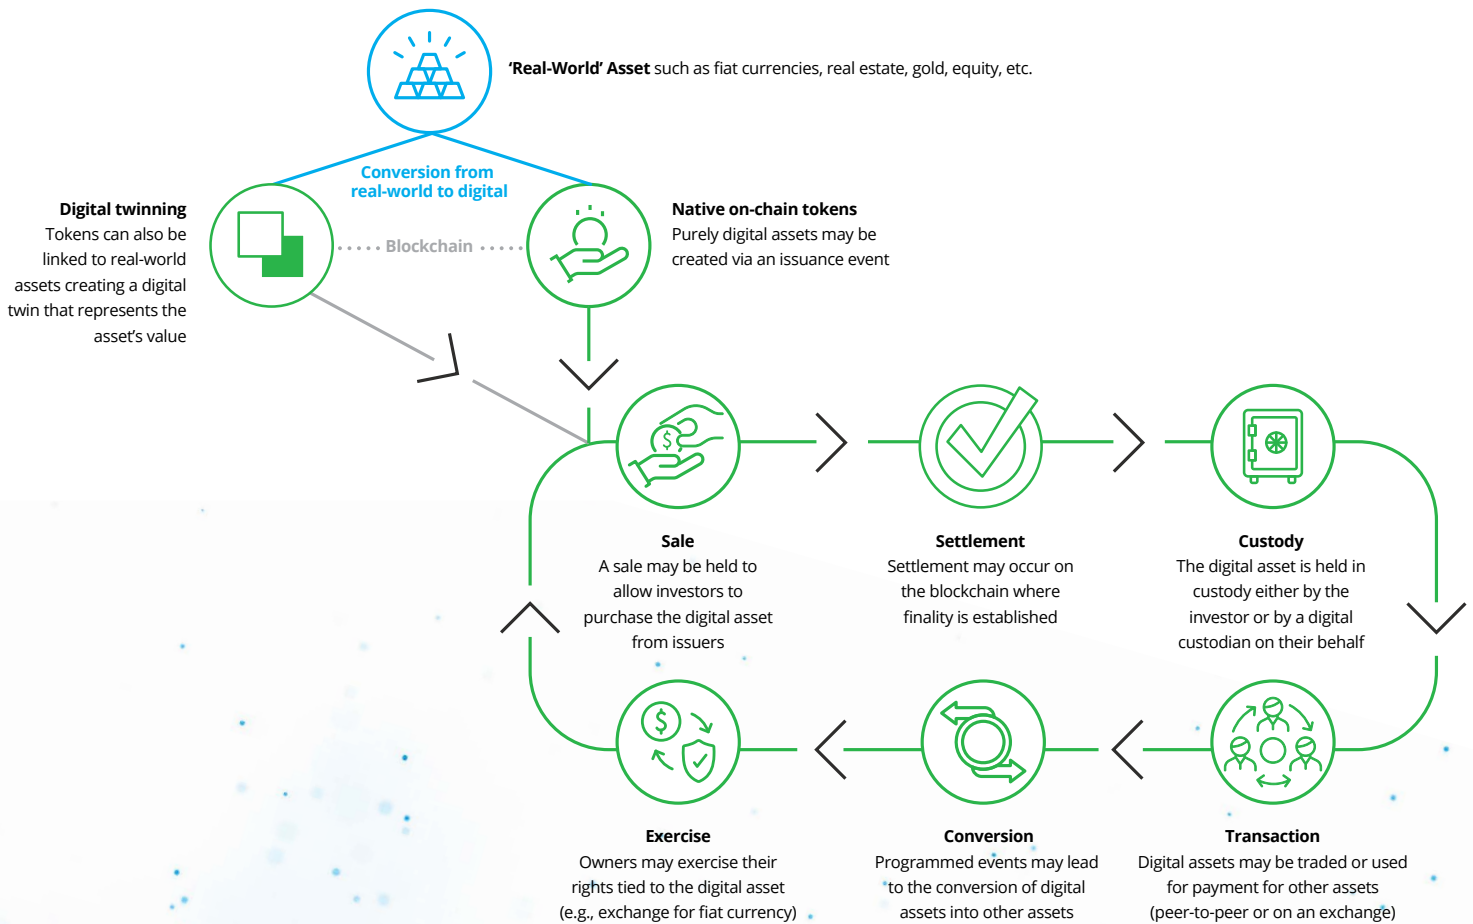 ‘Real-World’ Asset such as fiat currencies, real estate, gold, equity, etc.
Conversion from
real-world to digital
Digital twinning
Tokens can also be
linked to real-world
assets creating a digital
twin that represents the
asset’s value
Blockchain
Native on-chain tokens
Purely digital assets may be
created via an issuance event
$
Sale
A sale may be held to
allow investors to
purchase the digital asset
from issuers
Settlement
Settlement may occur on
the blockchain where
finality is established
Custody
The digital asset is held in
custody either by the
investor or by a digital
custodian on their behalf
$
Exercise
Owners may exercise their
rights tied to the digital asset
(e.g., exchange for fiat currency)
Conversion
Programmed events may lead
to the conversion of digital
assets into other assets
Transaction
Digital assets may be traded or used
for payment for other assets
(peer-to-peer or on an exchange)